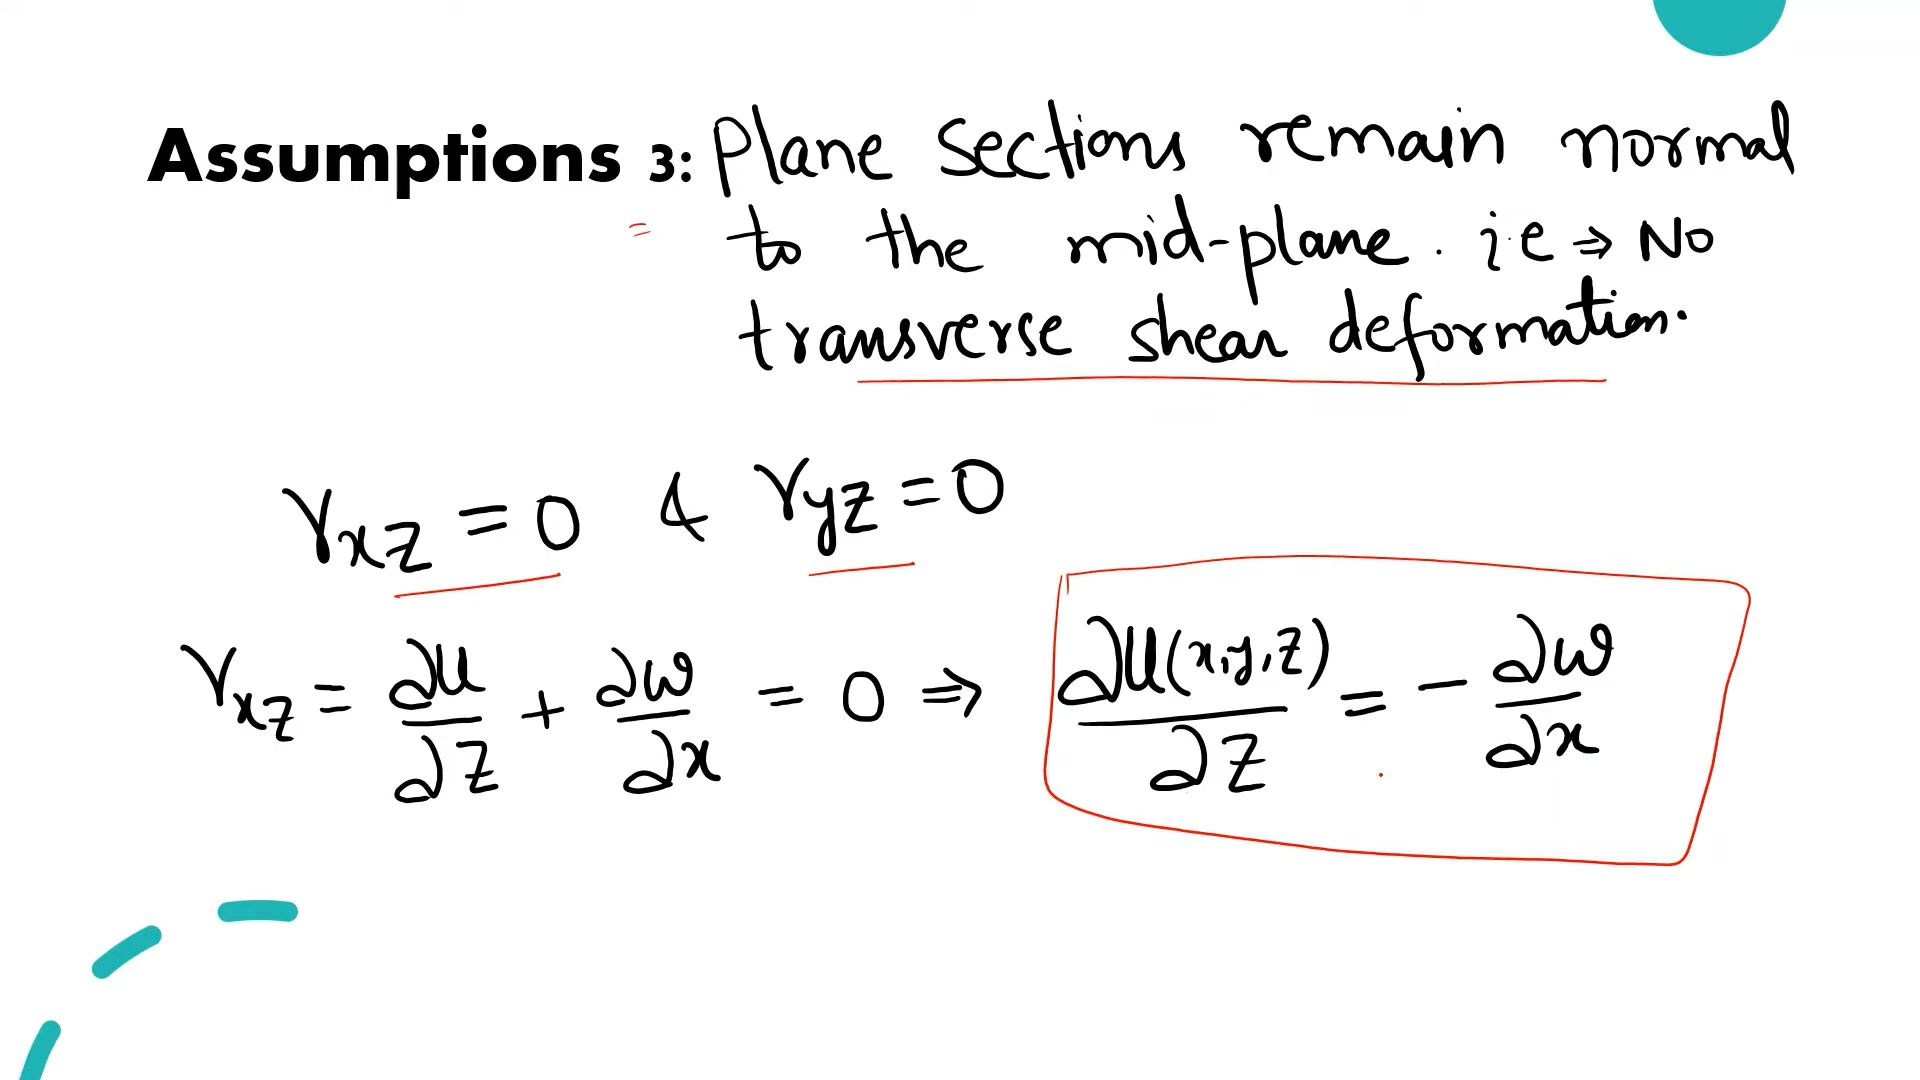 Assumptions 3: Plane sections remain normal
to the mid-plane. i.e ⇒ No
transverse shear deformation.
γxz = 0 & γyz = 0
γxz = ∂u/∂z + ∂w/∂x = 0 ⇒ ∂u(x,y,z)/∂z = - ∂w/∂x